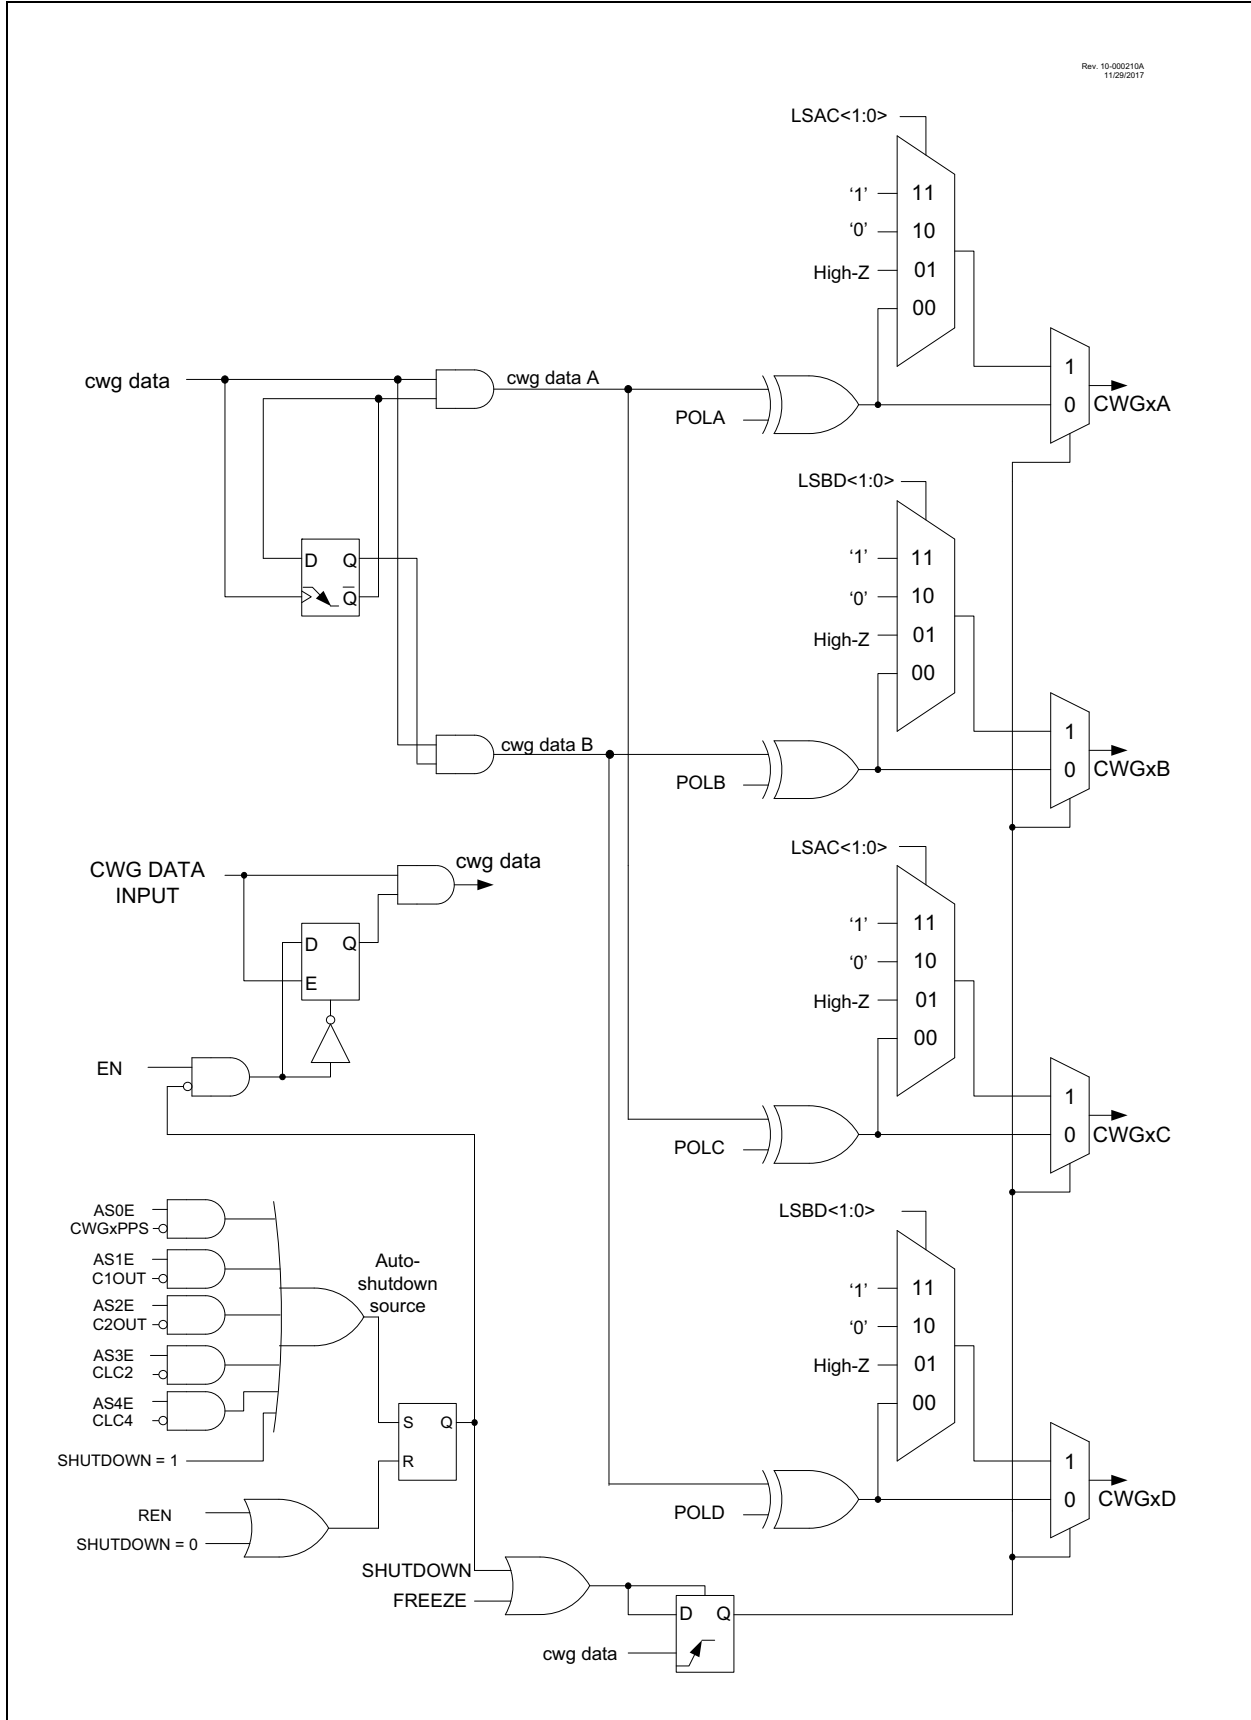 Rev. 10-000210A
11/29/2017
LSAC<1:0>
'1'
11
'0'
10
High-Z
01
00
cwg data
cwg data A
POLA
1
0
CWGxA
LSBD<1:0>
D
Q
Q
'1'
11
'0'
10
High-Z
01
00
cwg data B
POLB
1
0
CWGxB
CWG DATA
INPUT
cwg data
D
Q
E
EN
LSAC<1:0>
'1'
11
'0'
10
High-Z
01
00
POLC
1
0
CWGxC
AS0E
CWGxPPS
AS1E
C1OUT
AS2E
C2OUT
AS3E
CLC2
AS4E
CLC4
SHUTDOWN = 1
Auto-
shutdown
source
S
Q
R
REN
SHUTDOWN = 0
LSBD<1:0>
'1'
11
'0'
10
High-Z
01
00
POLD
1
0
CWGxD
SHUTDOWN
FREEZE
D
Q
cwg data